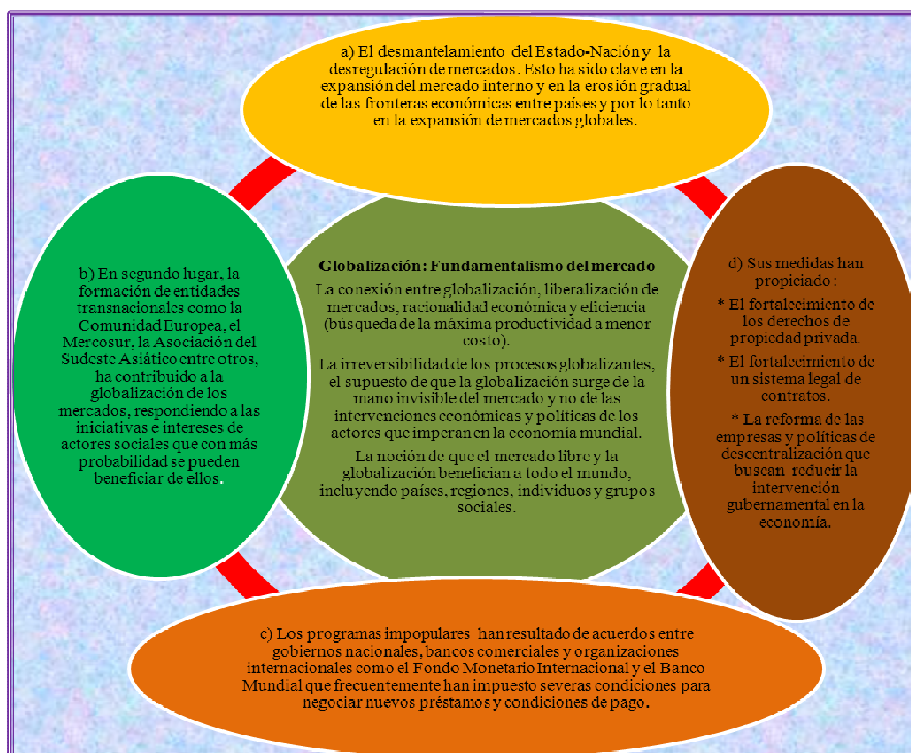 a) El desmantelamiento del Estado-Nación y la
desregulación de mercados. Esto ha sido clave en la
expansión del mercado interno y en la erosión gradual
de las fronteras económicas entre países y por lo tanto
en la expansión de mercados globales.
b) En segundo lugar, la
formación de entidades
transnacionales como la
Comunidad Europea, el
Mercosur, la Asociación del
Sudeste Asiático entre otros,
ha contribuido a la
globalización de los
mercados, respondiendo a las
iniciativas e intereses de
actores sociales que con más
probabilidad se pueden
beneficiar de ellos.
Globalización: Fundamentalismo del mercado
La conexión entre globalización, liberalización de
mercados, racionalidad económica y eficiencia
(búsqueda de la máxima productividad a menor
costo).
La irreversibilidad de los procesos globalizantes,
el supuesto de que la globalización surge de la
mano invisible del mercado y no de las
intervenciones económicas y políticas de los
actores que imperan en la economía mundial.
La noción de que el mercado libre y la
globalización benefician a todo el mundo,
incluyendo países, regiones, individuos y grupos
sociales.
d) Sus medidas han
propiciado :
* El fortalecimiento de
los derechos de
propiedad privada.
* El fortalecimiento de
un sistema legal de
contratos.
* La reforma de las
empresas y políticas de
descentralización que
buscan reducir la
intervención
gubernamental en la
economía.
c) Los programas impopulares han resultado de acuerdos entre
gobiernos nacionales, bancos comerciales y organizaciones
internacionales como el Fondo Monetario Internacional y el Banco
Mundial que frecuentemente han impuesto severas condiciones para
negociar nuevos préstamos y condiciones de pago.